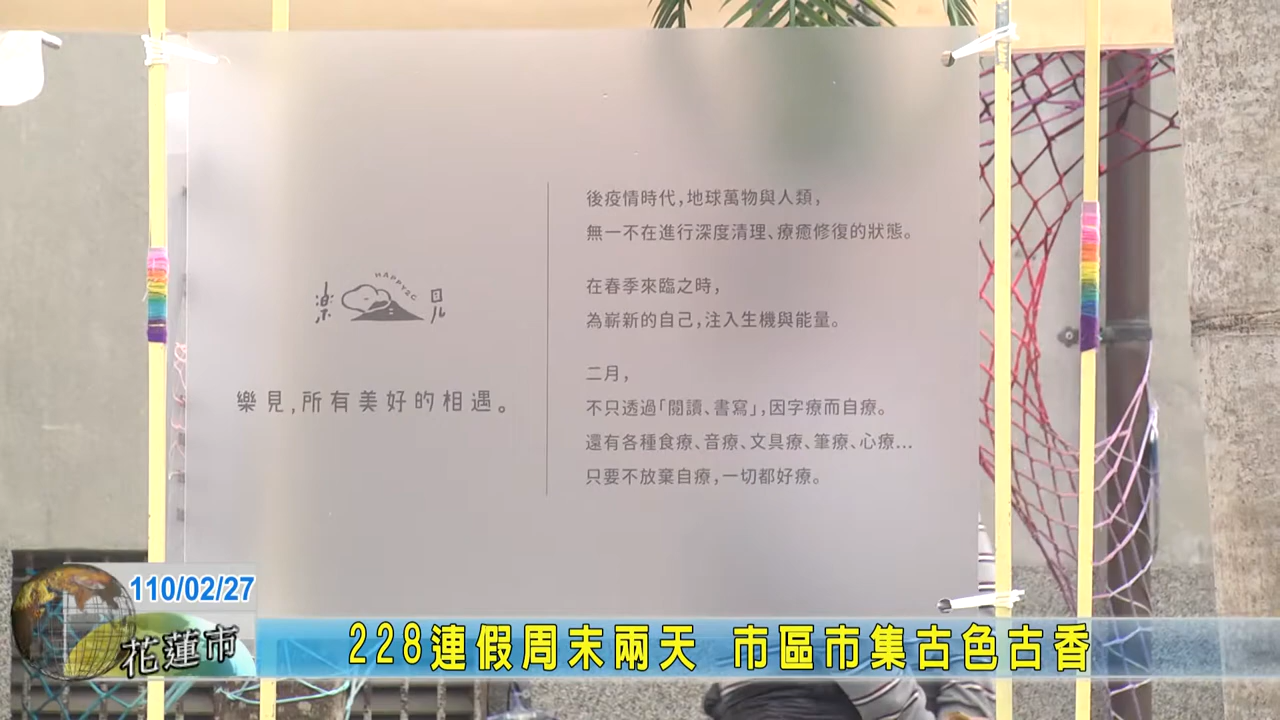 後疫情時代,地球萬物與人類,
無一不在進行深度清理、療癒修復的狀態。
在春季來臨之時,
為嶄新的自己,注入生機與能量。
二月,
不只透過「閱讀、書寫」,因字療而自療。
還有各種食療、音療、文具療、筆療、心療...
只要不放棄自療,一切都好療。
HAPPYZC
樂見
樂見,所有美好的相遇。
110/02/27
花蓮市
228連假周末兩天 市區市集古色古香